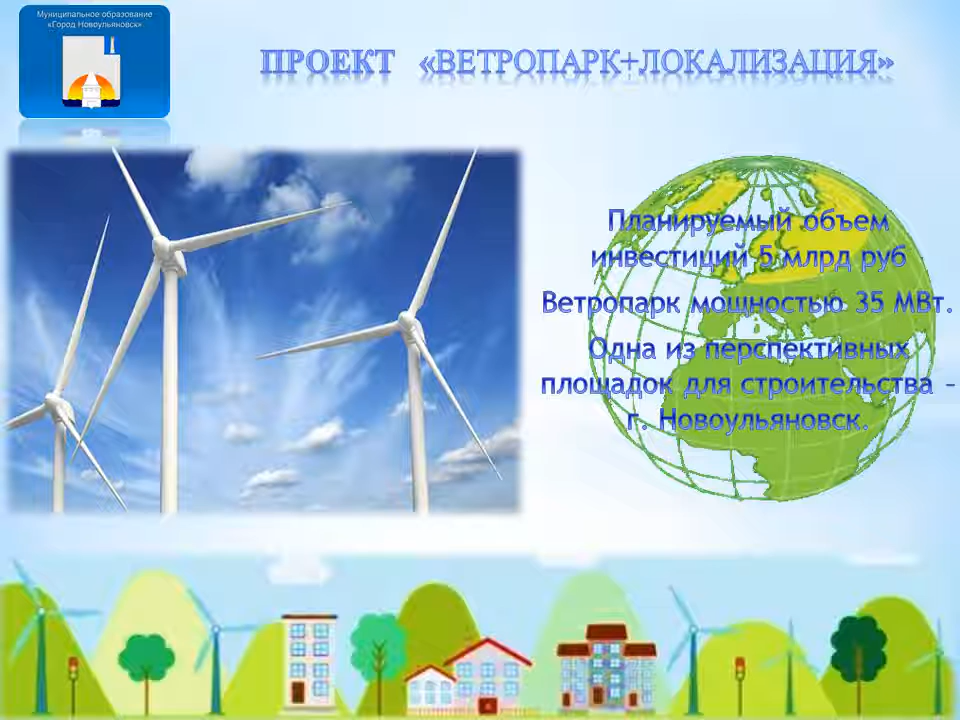 Муниципальное образование
«Город Новоульяновск»
ПРОЕКТ «ВЕТРОПАРК+ЛОКАЛИЗАЦИЯ»
Планируемый объем
инвестиций 5 млрд руб
Ветропарк мощностью 35 МВт.
Одна из перспективных
площадок для строительства –
г. Новоульяновск.